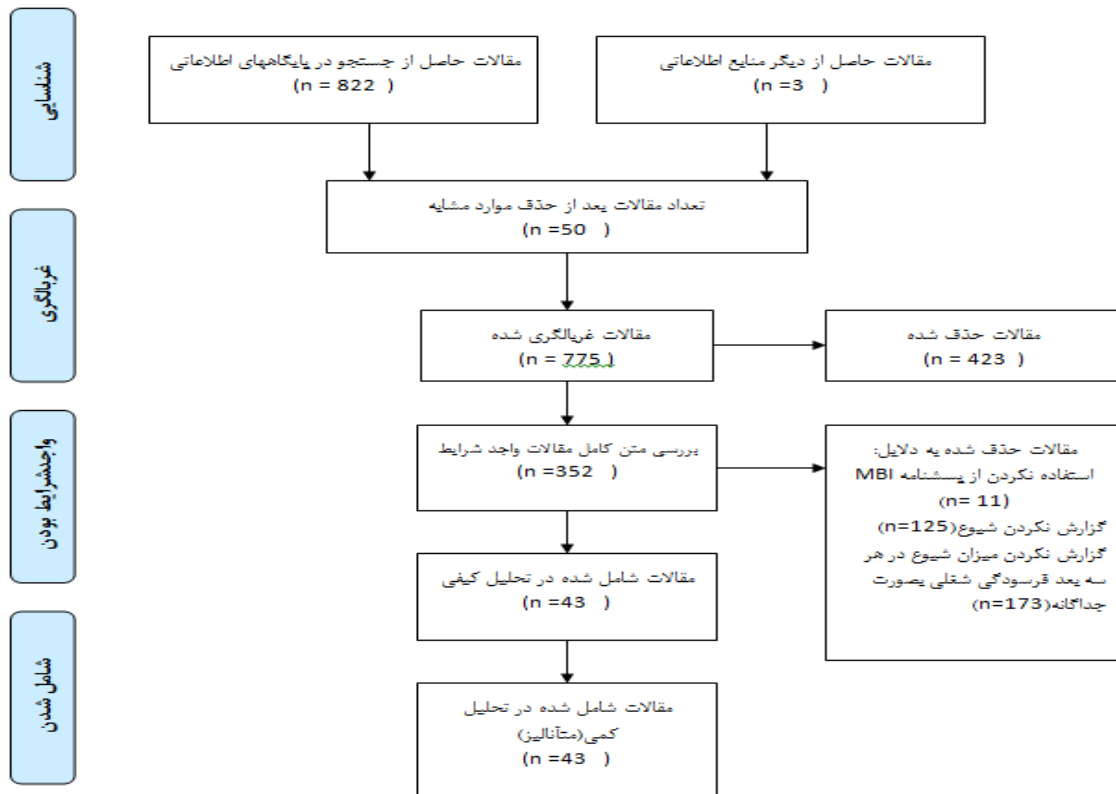 شناسایی
مقالات حاصل از جستجو در پایگاههای اطلاعاتی
(n = 822 )
مقالات حاصل از دیگر منابع اطلاعاتی
(n =3 )
تعداد مقالات بعد از حذف موارد مشابه
(n =50 )
غربالگری
مقالات غربالگری شده
(n = 775)
مقالات حذف شده
(n = 423 )
واجدشرایط بودن
بررسی متن کامل مقالات واجد شرایط
(n =352 )
مقالات حذف شده به دلایل:
استفاده نکردن از پسشنامه MBI
(n= 11)
گزارش نکردن شیوع(n=125)
گزارش نکردن میزان شیوع در هر
سه بعد فرسودگی شغلی بصورت
جداگانه(n=173)
مقالات شامل شده در تحلیل کیفی
(n =43 )
شامل شدن
مقالات شامل شده در تحلیل
کمی(متآنالیز)
(n =43 )